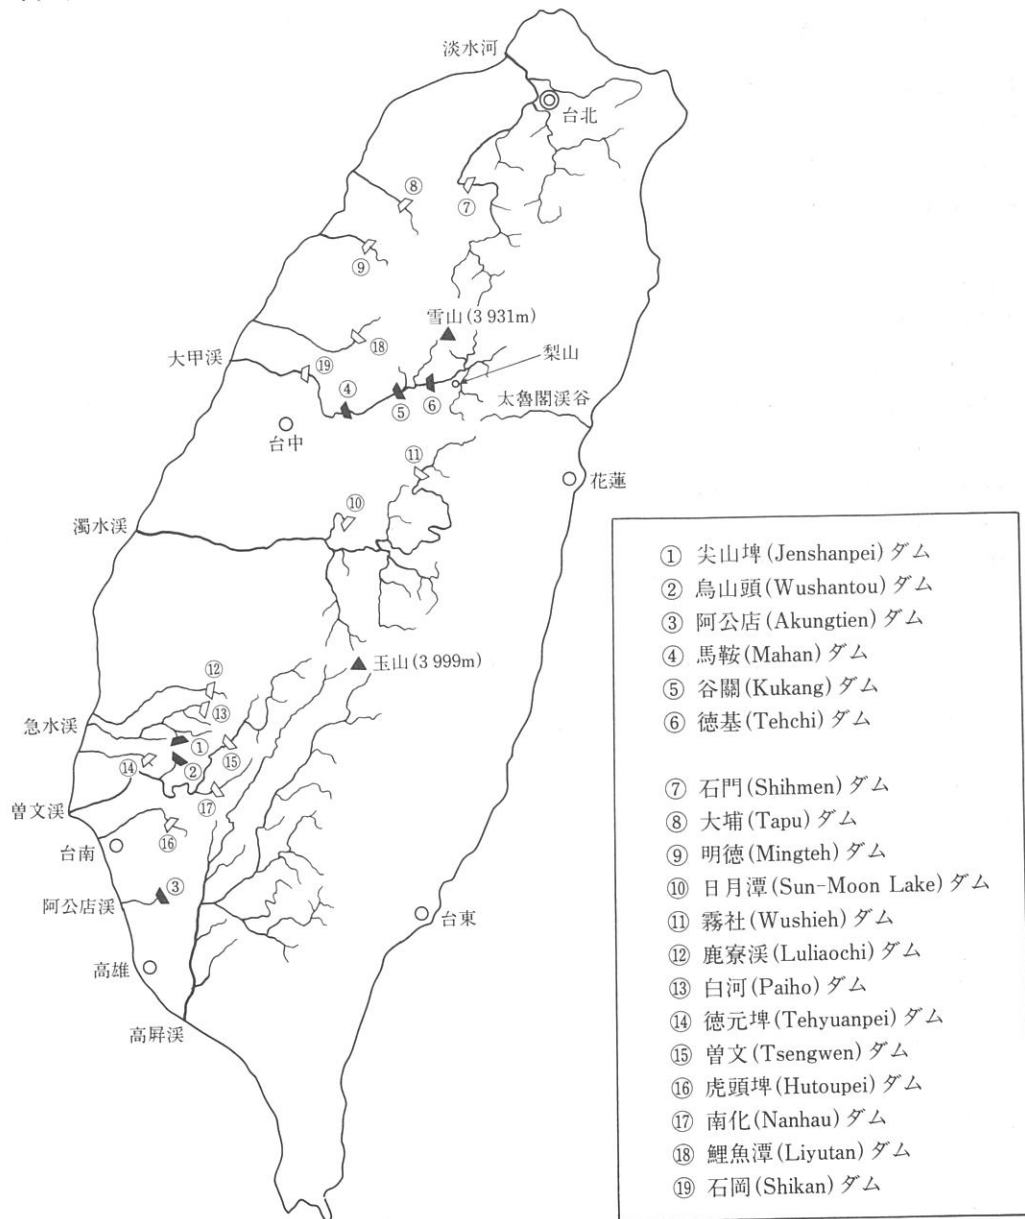 淡水河
台北
⑧
⑦
⑨
雪山(3 931m)
⑱
梨山
大甲渓
⑲
太魯閣渓谷
④
⑤
⑥
台中
⑪
花蓮
⑩
濁水渓
玉山(3 999m)
⑫
⑬
急水渓
①
⑮
⑭
②
⑰
曽文渓
⑯
台南
③
阿公店渓
台東
高雄
高屛渓
① 尖山埤(Jenshanpei)ダム
② 烏山頭(Wushantou)ダム
③ 阿公店(Akungtien)ダム
④ 馬鞍(Mahan)ダム
⑤ 谷關(Kukang)ダム
⑥ 徳基(Tehchi)ダム
⑦ 石門(Shihmen)ダム
⑧ 大埔(Tapu)ダム
⑨ 明徳(Mingteh)ダム
⑩ 日月潭(Sun-Moon Lake)ダム
⑪ 霧社(Wushieh)ダム
⑫ 鹿寮渓(Luliaochi)ダム
⑬ 白河(Paiho)ダム
⑭ 徳元埤(Tehyuanpei)ダム
⑮ 曽文(Tsengwen)ダム
⑯ 虎頭埤(Hutoupei)ダム
⑰ 南化(Nanhau)ダム
⑱ 鯉魚潭(Liyutan)ダム
⑲ 石岡(Shikan)ダム